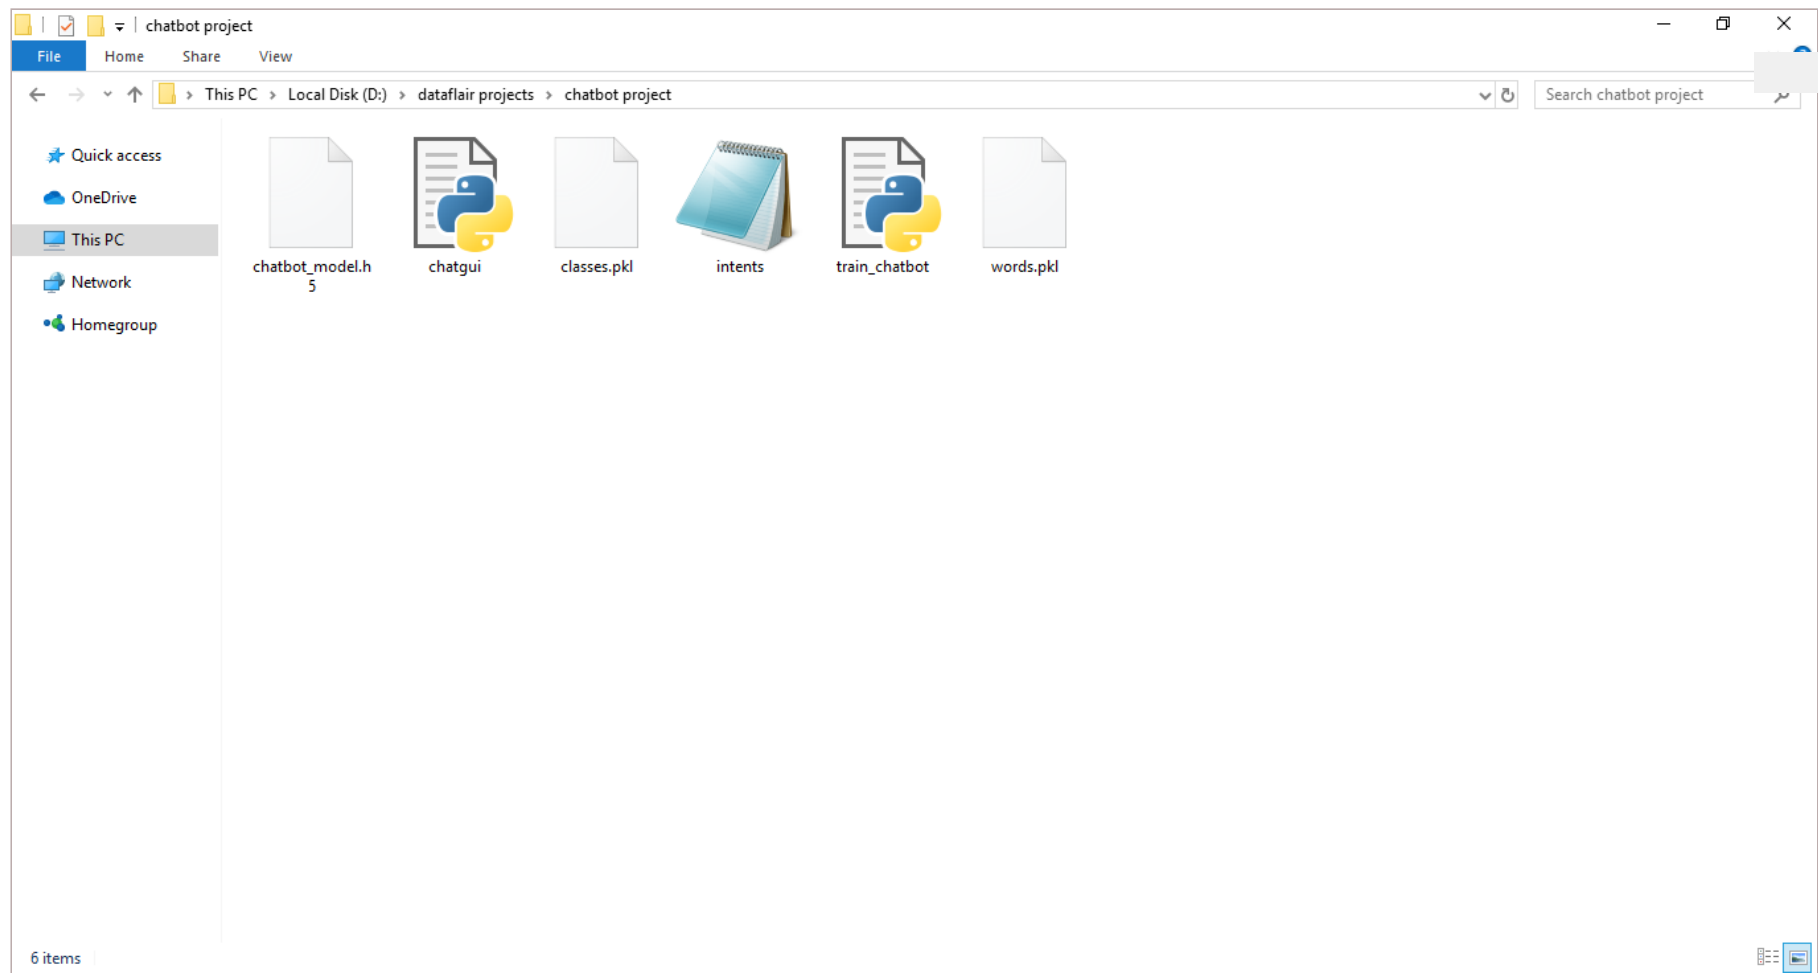 chatbot project
File Home Share View
This PC Local Disk (D:) dataflair projects chatbot project
Search chatbot project
Quick access
OneDrive
This PC
Network
Homegroup
chatbot_model.h
5
chatgui
classes.pkl
intents
train_chatbot
words.pkl
6 items